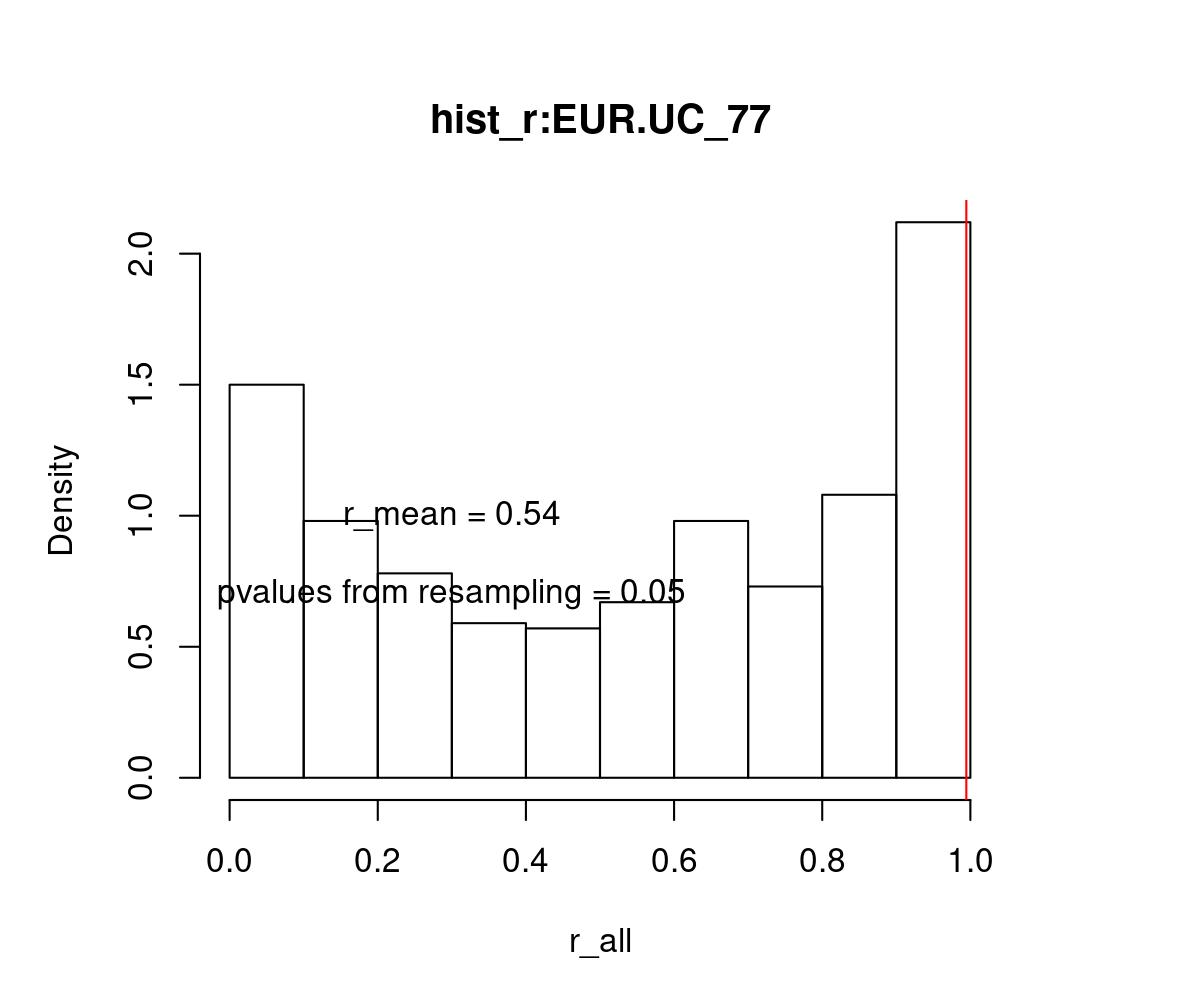 hist_r:EUR.UC_77
Density
2.0
1.5
1.0
0.5
0.0
r_mean = 0.54
pvalues from resampling = 0.05
0.0 0.2 0.4 0.6 0.8 1.0
r_all